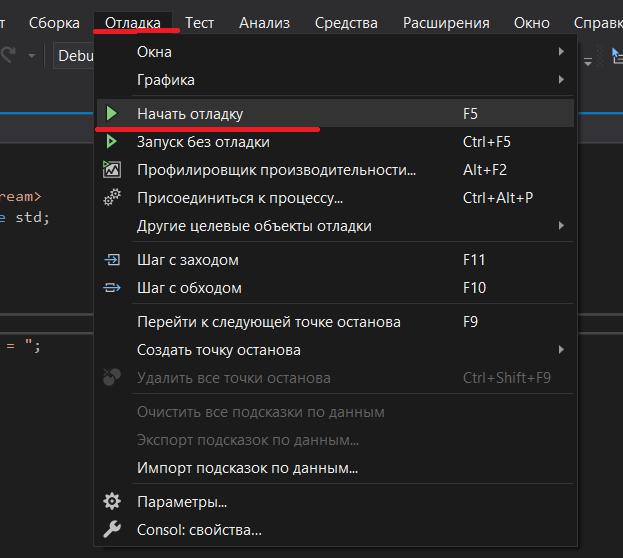 т Сборка Отладка Тест Анализ Средства Расширения Окно Справк
Debu
Окна
Графика
Начать отладку F5
Запуск без отладки Ctrl+F5
Профилировщик производительности... Alt+F2
Присоединиться к процессу... Ctrl+Alt+P
ream>
Другие целевые объекты отладки
e std;
Шаг с заходом F11
Шаг с обходом F10
Перейти к следующей точке останова F9
= ";
Создать точку останова
Удалить все точки останова Ctrl+Shift+F9
Очистить все подсказки по данным
Экспорт подсказок по данным...
Импорт подсказок по данным...
Параметры...
Consol: свойства...